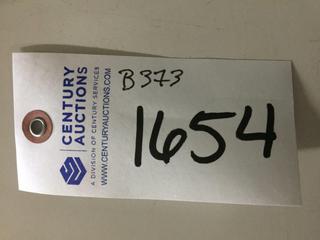 CENTURY
AUCTIONS
A DIVISION OF CENTURY SERVICES
WWW.CENTURYAUCTIONS.COM
B373
1654